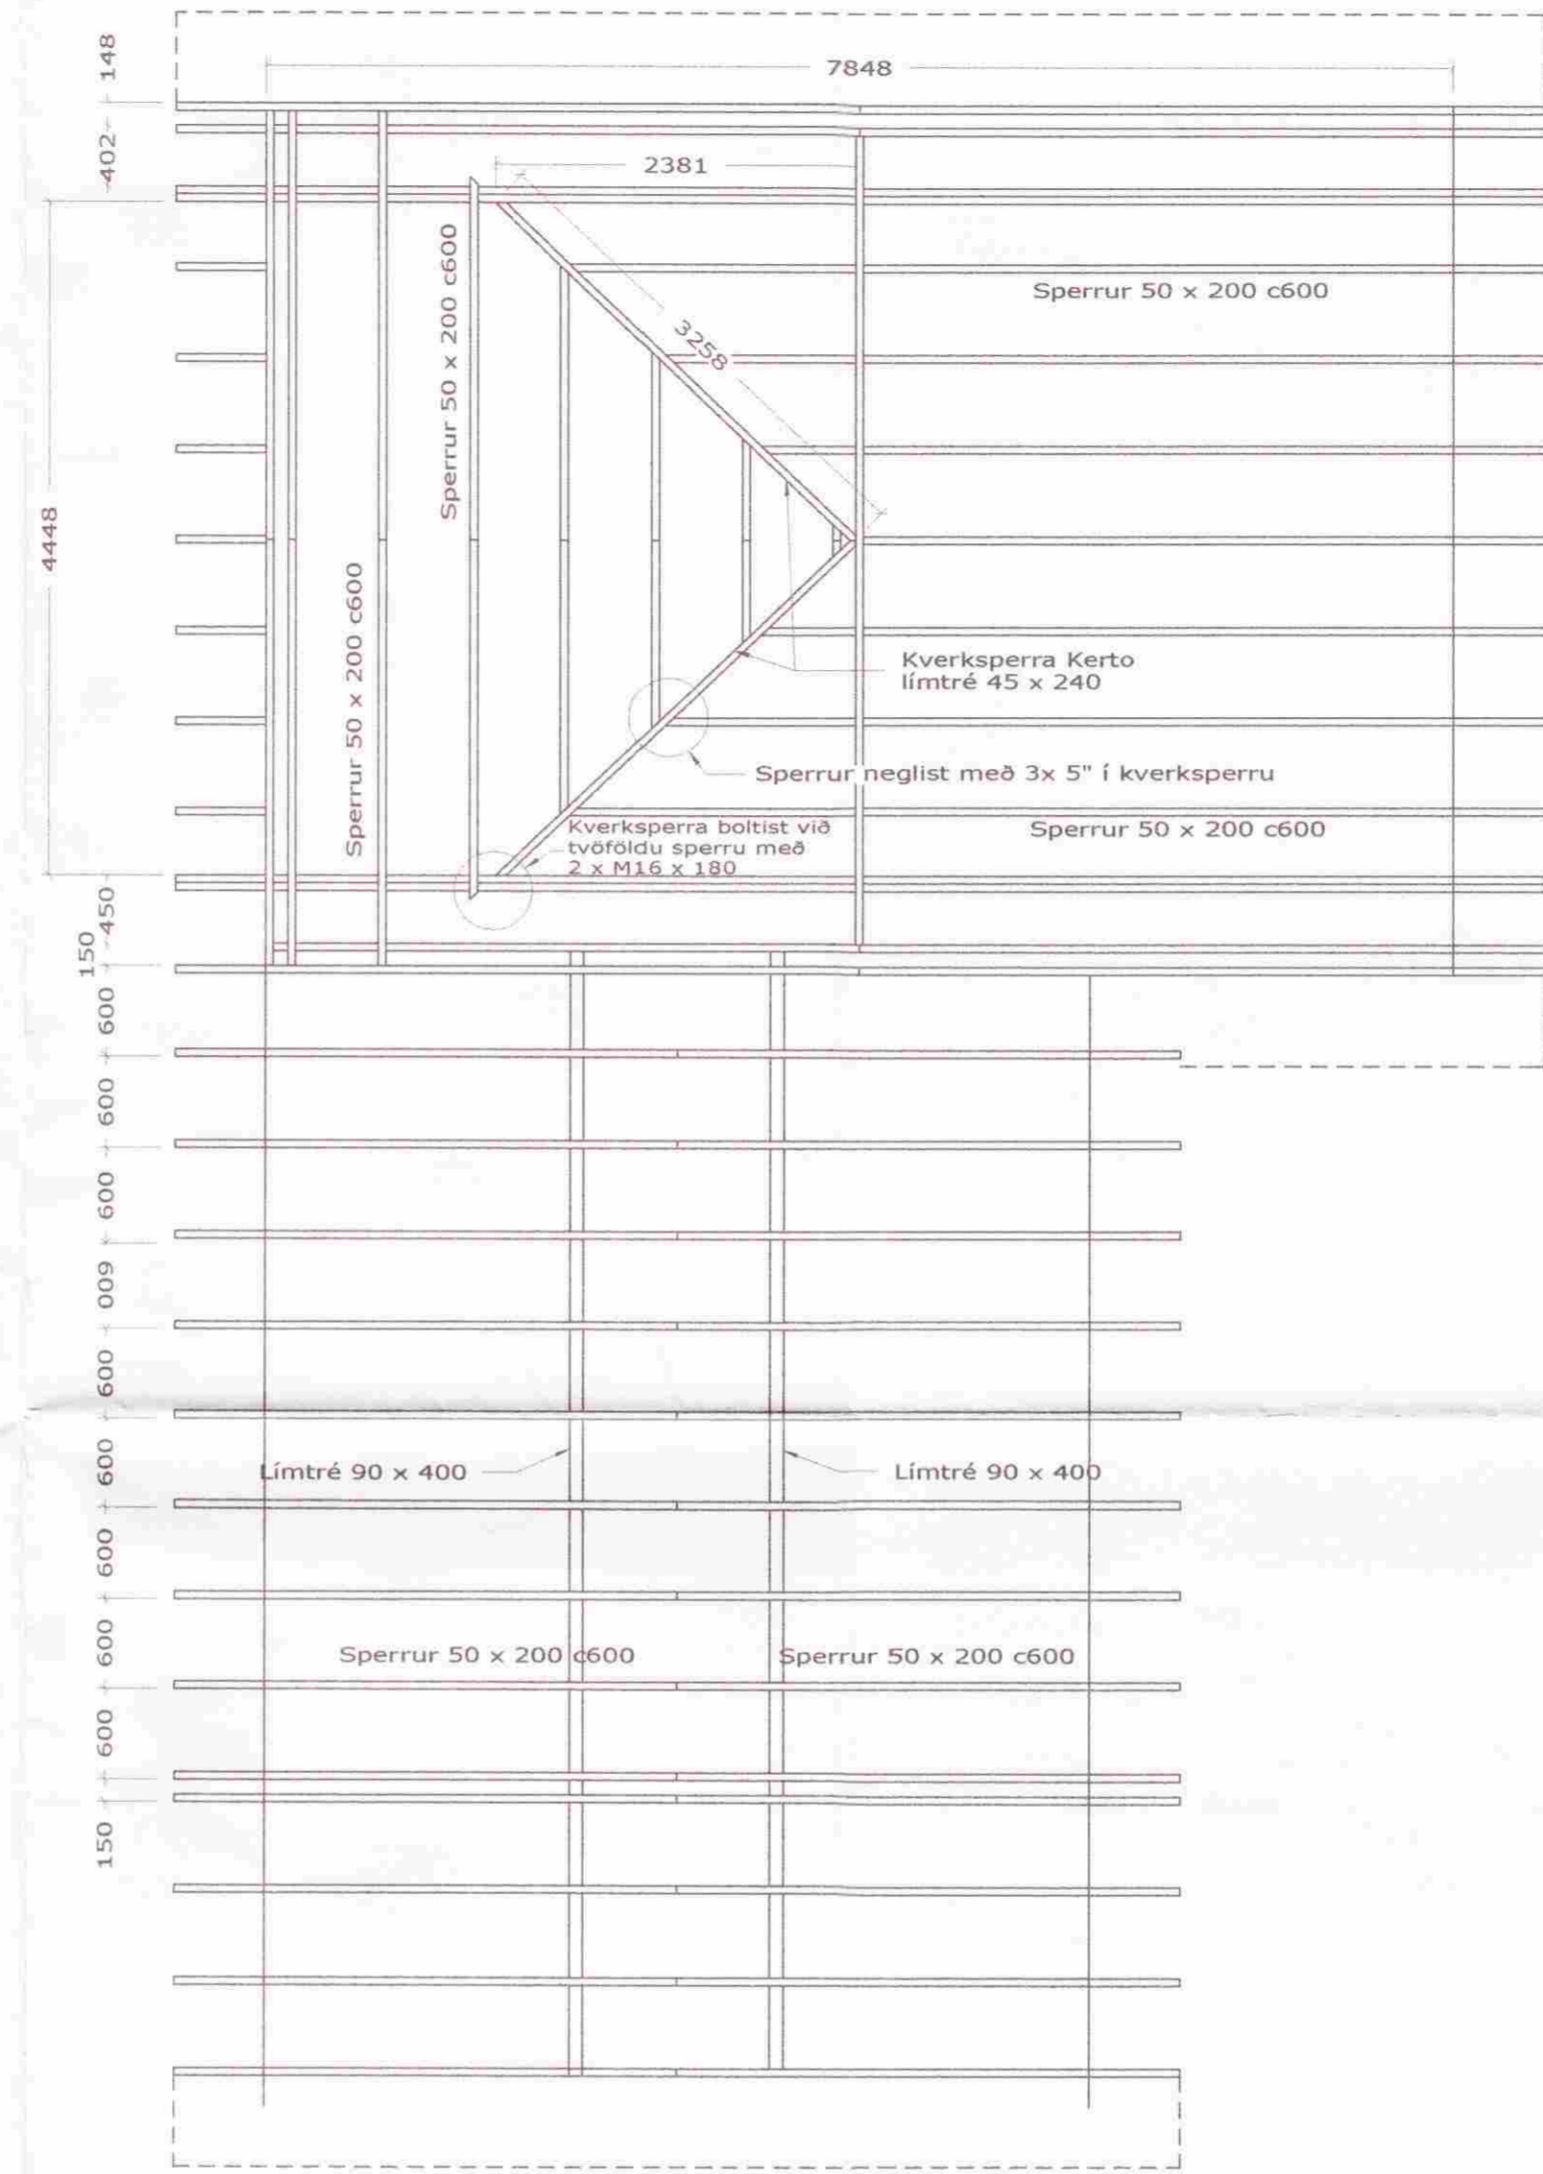 148
7848
402
2381
Sperrur 50 x 200 c600
Sperrur 50 x 200 c600
3258
4448
Sperrur 50 x 200 c600
Kverksperra Kerto
límtré 45 x 240
Sperrur neglist með 3x 5" í kverksperru
Kverksperra boltist við
tvöföldu sperru með
2 x M16 x 180
Sperrur 50 x 200 c600
450
150
600
600
600
600
600
600
Límtré 90 x 400
Límtré 90 x 400
600
600
Sperrur 50 x 200 c600
Sperrur 50 x 200 c600
600
150